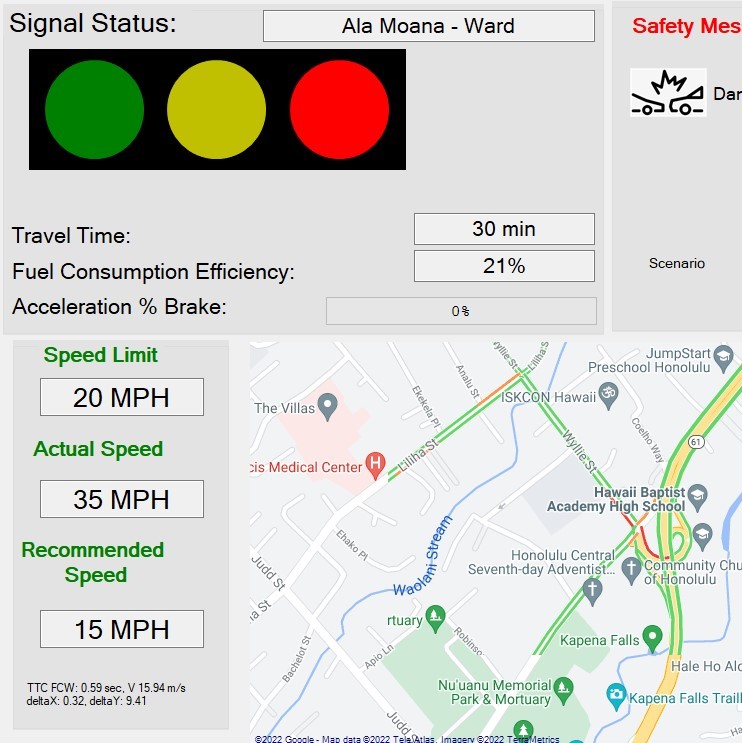 Signal Status:
Ala Moana - Ward
Safety Mes
Dar
Travel Time:
30 min
Fuel Consumption Efficiency:
21%
Scenario
Acceleration % Brake:
0%
Speed Limit
20 MPH
Actual Speed
35 MPH
Recommended
Speed
15 MPH
TTC FCW: 0.59 sec, V 15.94 m/s
deltaX: 0.32, deltaY: 9.41
JumpStart
Preschool Honolulu
Liliha S
Analu St
ISKCON Hawaii
The Villas
Ekekela Pl
Coelho Way
61
Liliha St
Wyllie St
cis Medical Center
Hawaii Baptist
Academy High School
Ehako Pl
Waolani Stream
Honolulu Central
Seventh-day Adventist...
Community Chu
of Honolulu
Judd St
a St
rtuary
Robinso
Kapena Falls
Bachelot St
Apio Ln
Hale Ho Alo
Nu'uanu Memorial
Park & Mortuary
Kapena Falls Trailh
Judd
Ha
©2022 Google - Map data ©2022 Tele Atlas, Imagery ©2022 TerraMetrics